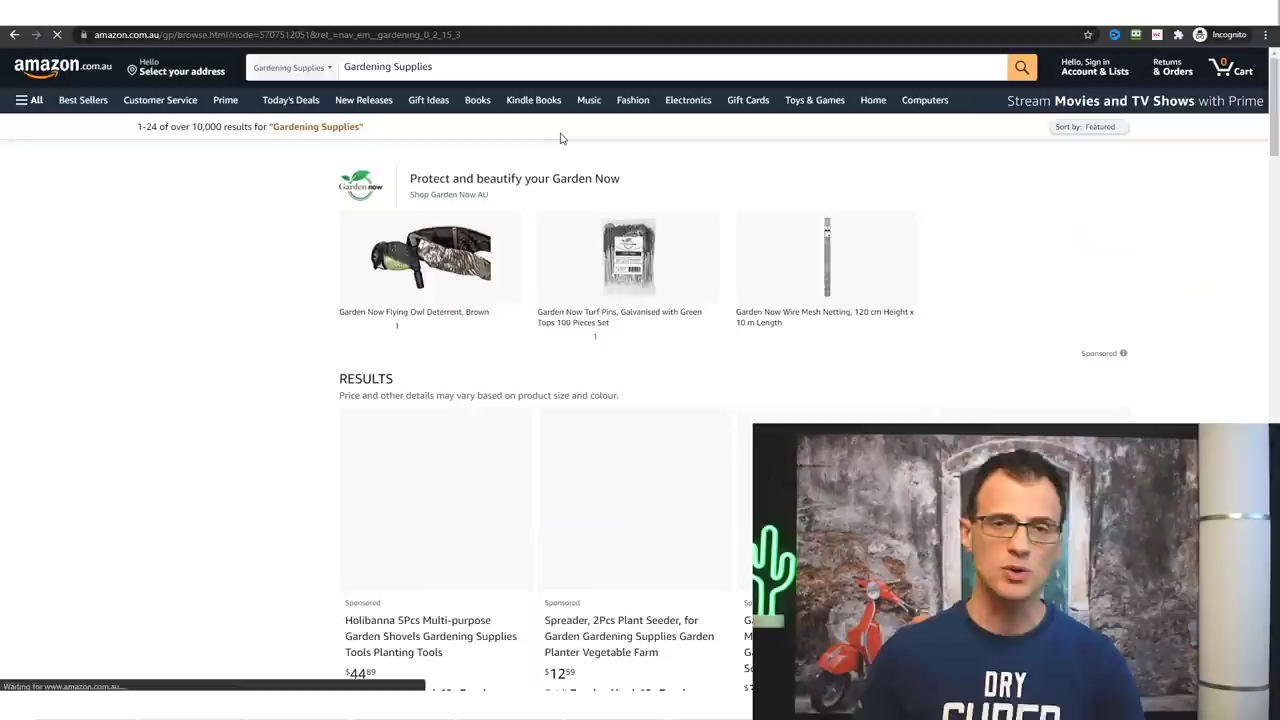 amazon.com.au/gp/browse.html?node=5707512051&ref_=nav_em__gardening_0_2_15_3
Incognito
amazon.com.au
Hello
Select your address
Gardening Supplies
Gardening Supplies
Hello, Sign in
Account & Lists
Returns
& Orders
0
Cart
All
Best Sellers
Customer Service
Prime
Today's Deals
New Releases
Gift Ideas
Books
Kindle Books
Music
Fashion
Electronics
Gift Cards
Toys & Games
Home
Computers
Stream Movies and TV Shows with Prime
1-24 of over 10,000 results for "Gardening Supplies"
Sort by: Featured
Garden now
Protect and beautify your Garden Now
Shop Garden Now AU
Garden Now Flying Owl Deterrent, Brown
1
Garden Now Turf Pins, Galvanised with Green
Tops 100 Pieces Set
1
Garden Now Wire Mesh Netting, 120 cm Height x
10 m Length
Sponsored
RESULTS
Price and other details may vary based on product size and colour.
Sponsored
Holibanna 5Pcs Multi-purpose
Garden Shovels Gardening Supplies
Tools Planting Tools
$44.89
Sponsored
Spreader, 2Pcs Plant Seeder, for
Garden Gardening Supplies Garden
Planter Vegetable Farm
$12.59
Waiting for www.amazon.com.au...
DRY